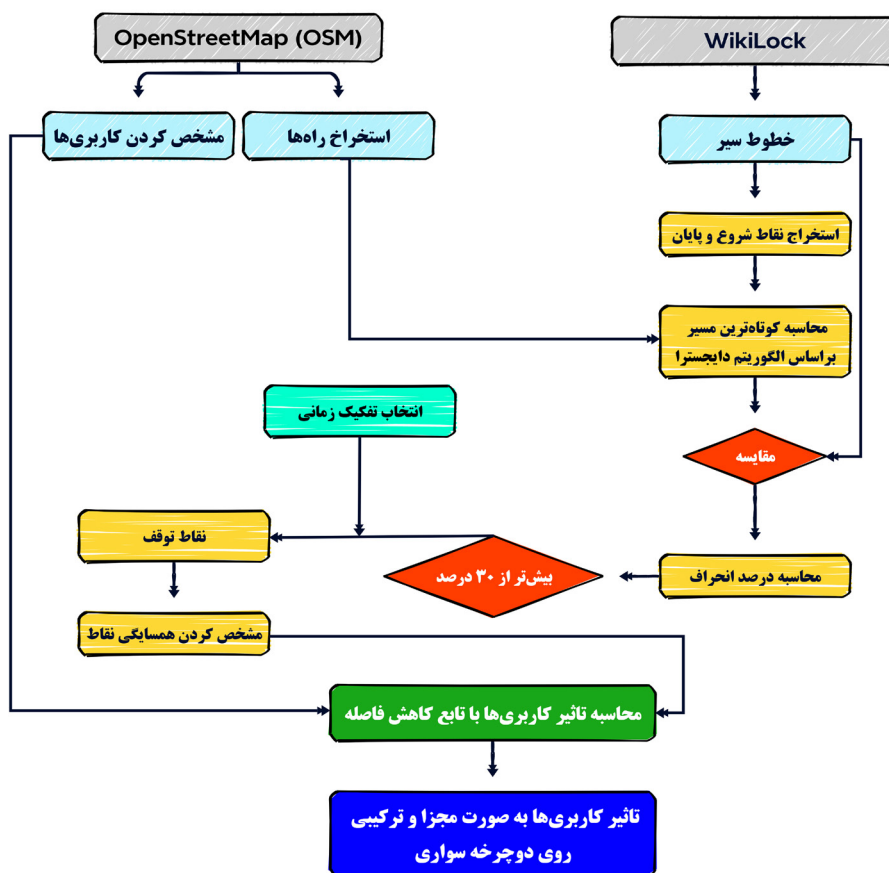 OpenStreetMap (OSM)
WikiLock
مشخص کردن کاربری‌ها
استخراخ راه‌ها
خطوط سیر
استخراج نقاط شروع و پایان
محاسبه کوتاه‌ترین مسیر
براساس الگوریتم دایجسترا
انتخاب تفکیک زمانی
مقایسه
نقاط توقف
بیش‌تر از ۳۰ درصد
محاسبه درصد انحراف
مشخص کردن همسایگی نقاط
محاسبه تاثیر کاربری‌ها با تابع کاهش فاصله
تاثیر کاربری‌ها به صورت مجزا و ترکیبی
روی دوچرخه سواری